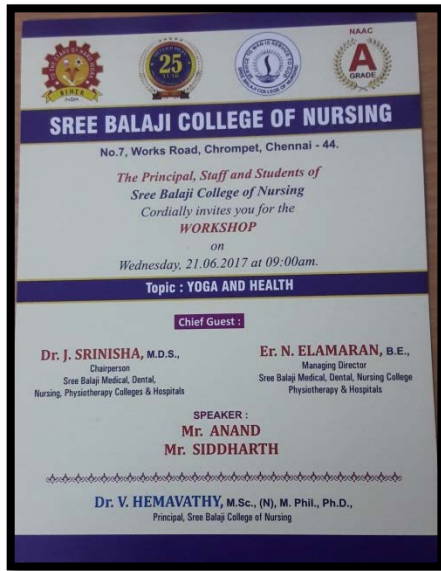 NAAC
A
GRADE
25
BIHER
SREE BALAJI COLLEGE OF NURSING
No.7, Works Road, Chrompet, Chennai - 44.
The Principal, Staff and Students of
Sree Balaji College of Nursing
Cordially invites you for the
WORKSHOP
on
Wednesday, 21.06.2017 at 09:00am.
Topic : YOGA AND HEALTH
Chief Guest :
Dr. J. SRINISHA, M.D.S.,
Chairperson
Sree Balaji Medical, Dental,
Nursing, Physiotherapy Colleges & Hospitals
Er. N. ELAMARAN, B.E.,
Managing Director
Sree Balaji Medical, Dental, Nursing College
Physiotherapy & Hospitals
SPEAKER :
Mr. ANAND
Mr. SIDDHARTH
Dr. V. HEMAVATHY, M.Sc., (N), M. Phil., Ph.D.,
Principal, Sree Balaji College of Nursing